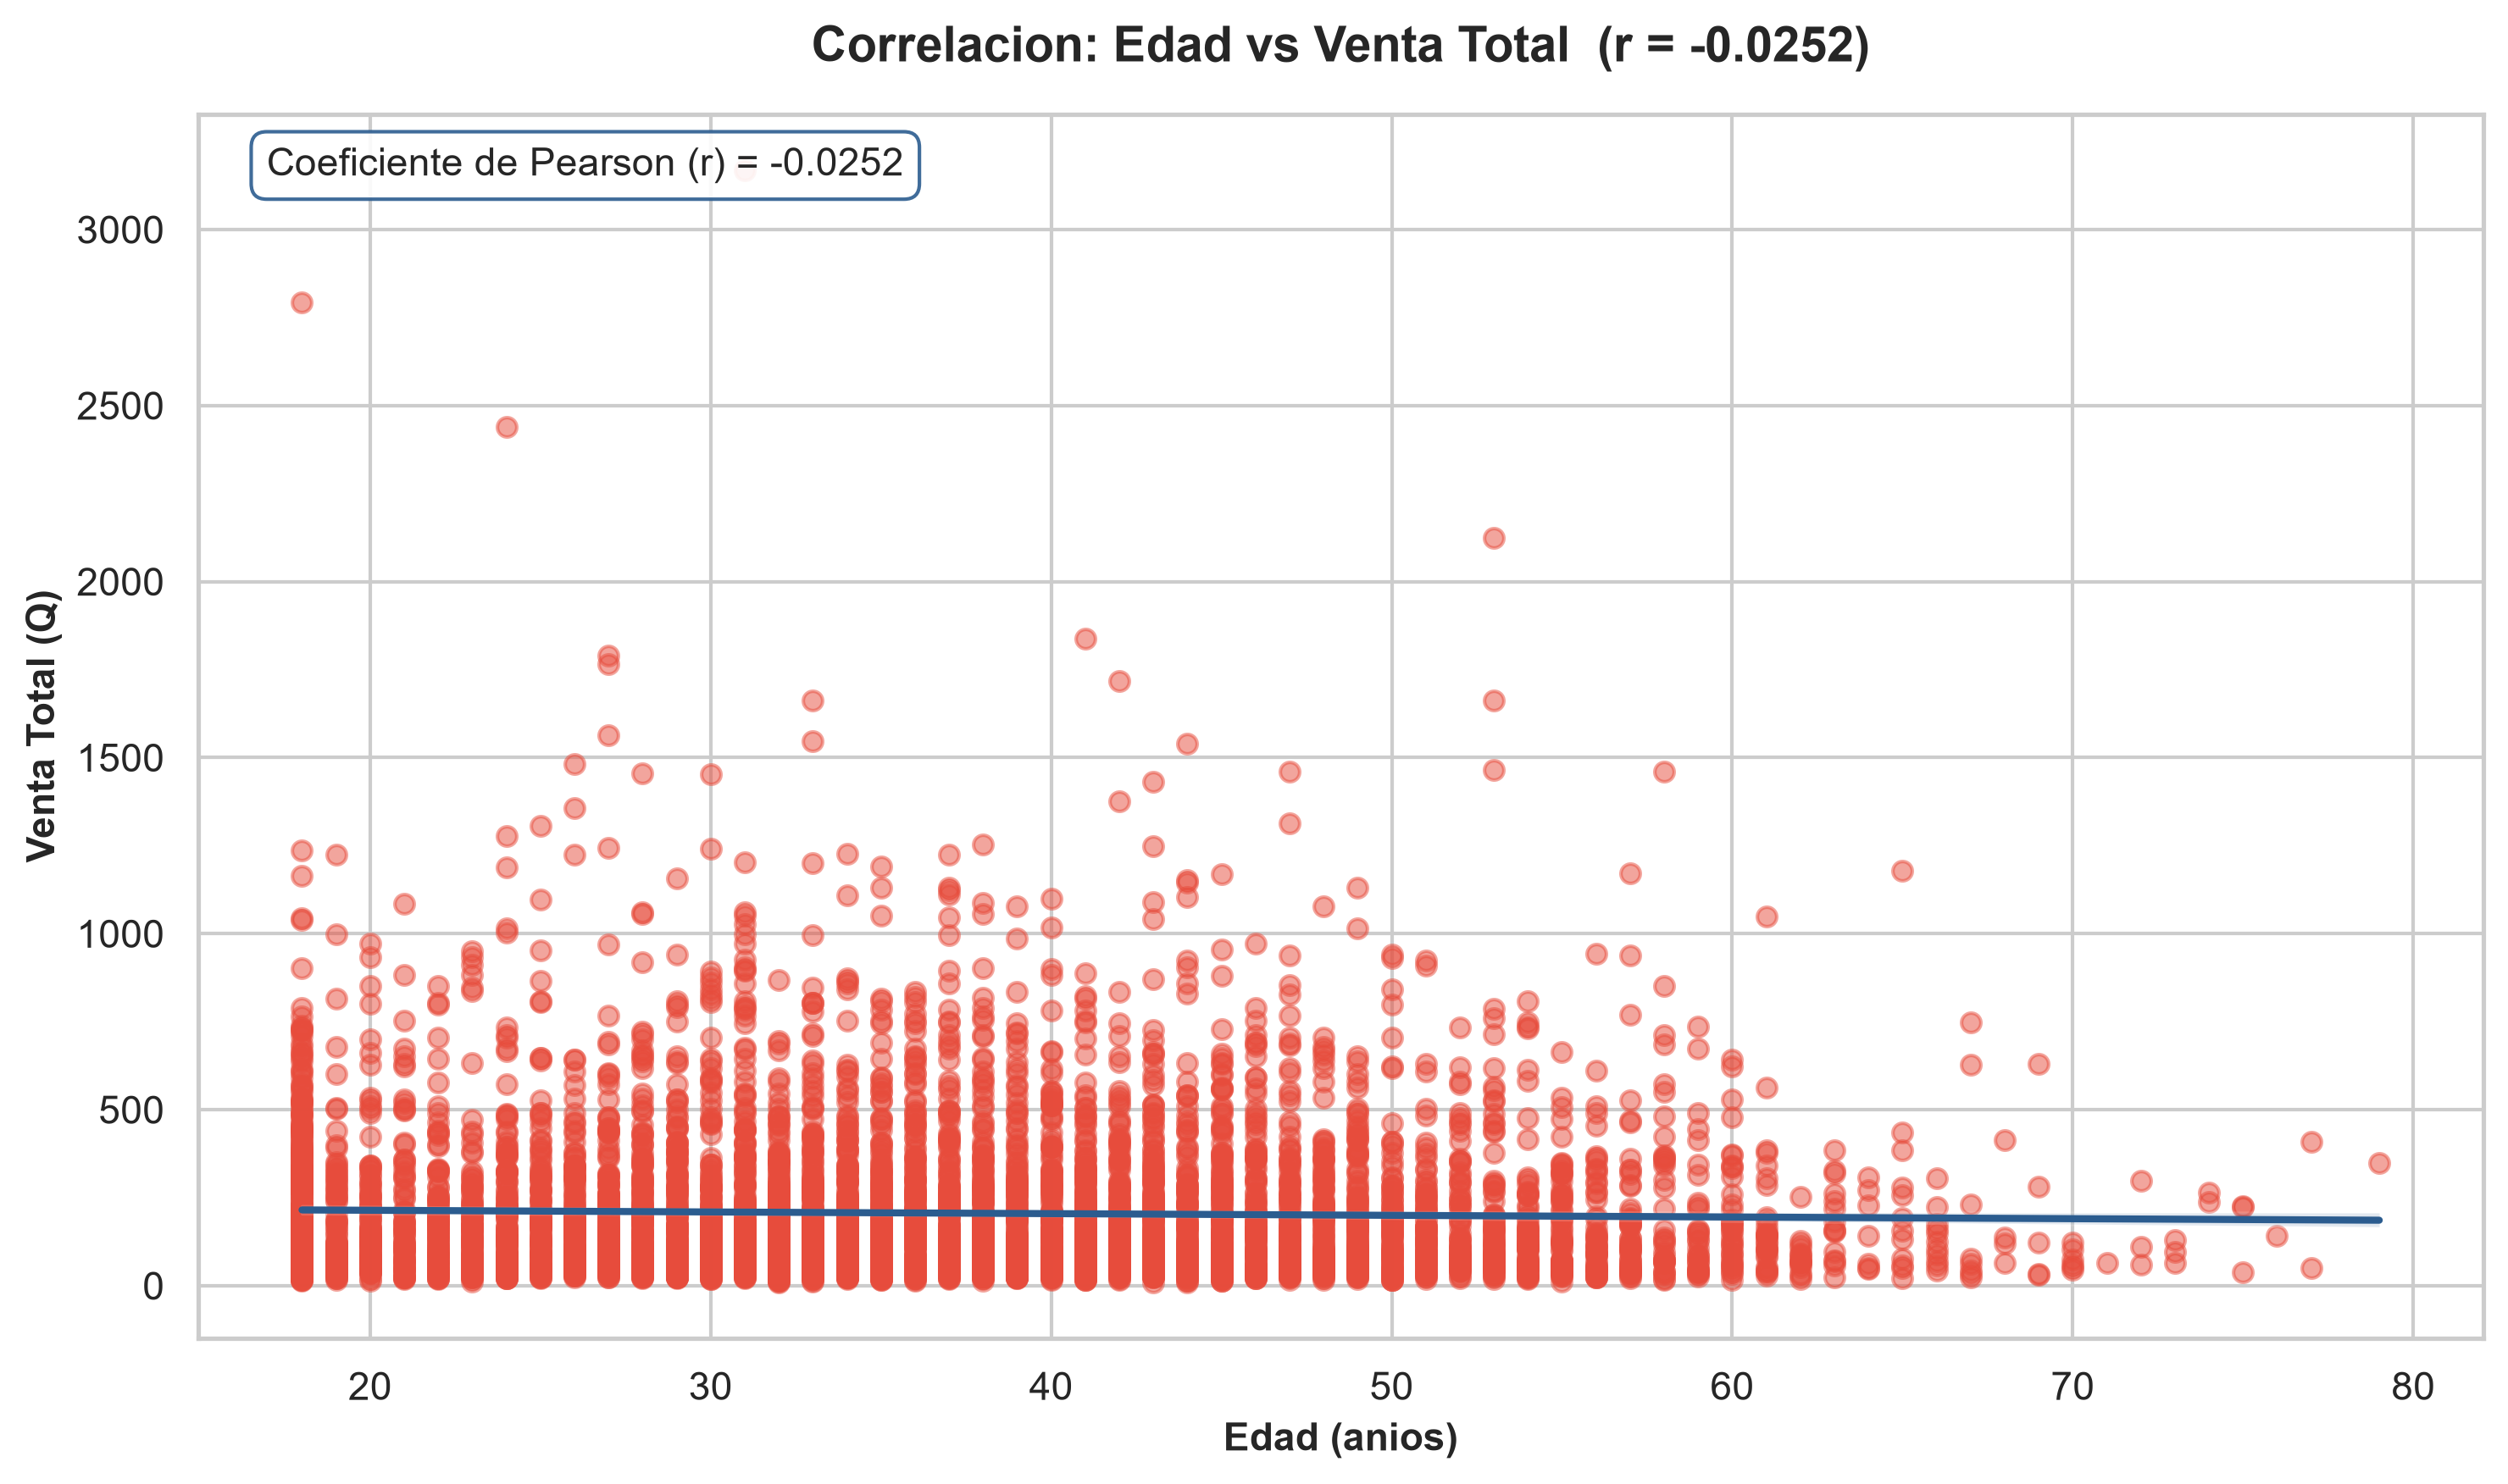 Correlacion: Edad vs Venta Total (r = -0.0252)
Coeficiente de Pearson (r) = -0.0252
3000
2500
2000
1500
1000
500
0
Venta Total (Q)
20 30 40 50 60 70 80
Edad (anios)